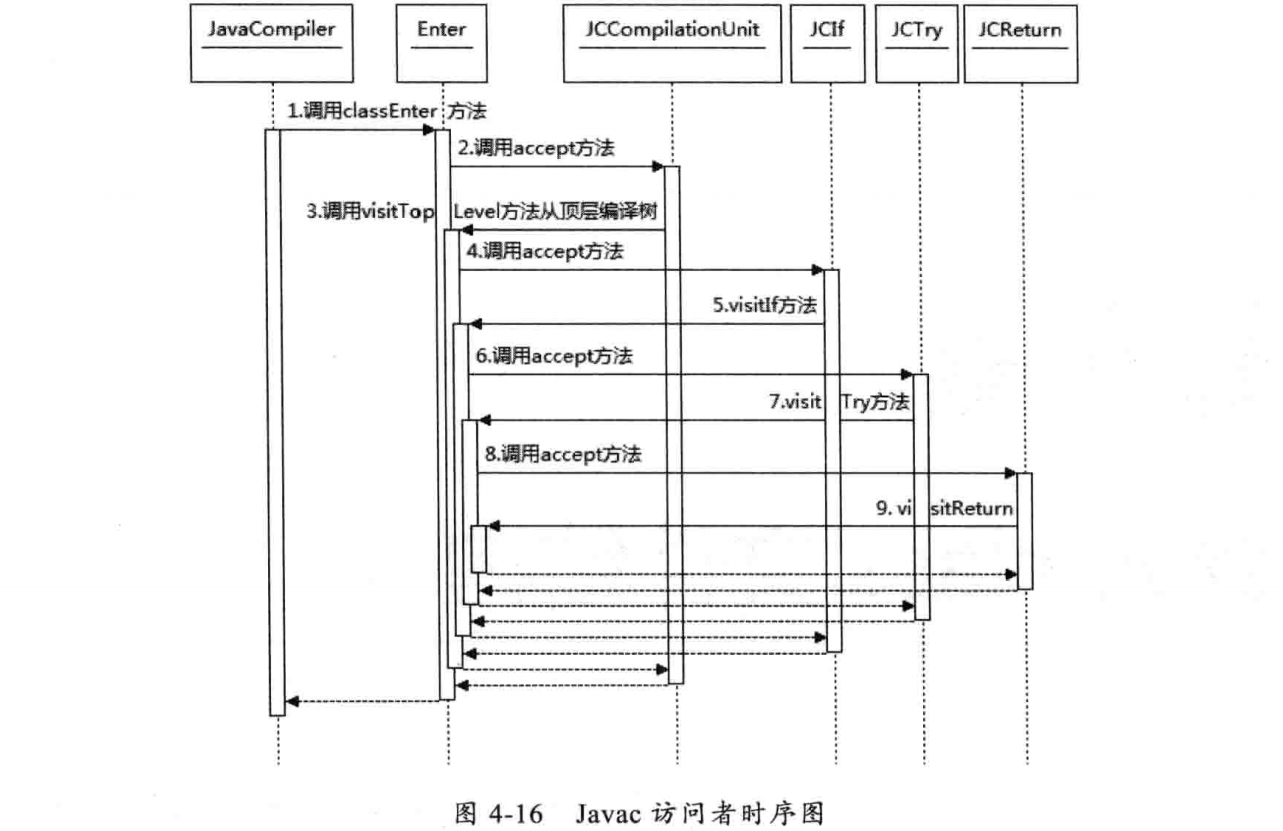 JavaCompiler
Enter
JCCompilationUnit
JCIf
JCTry
JCReturn
1.调用classEnter 方法
2.调用accept方法
3.调用visitTop Level方法从顶层编译树
4.调用accept方法
5.visitIf方法
6.调用accept方法
7.visit Try方法
8.调用accept方法
9. vi sitReturn
图 4-16 Javac 访问者时序图